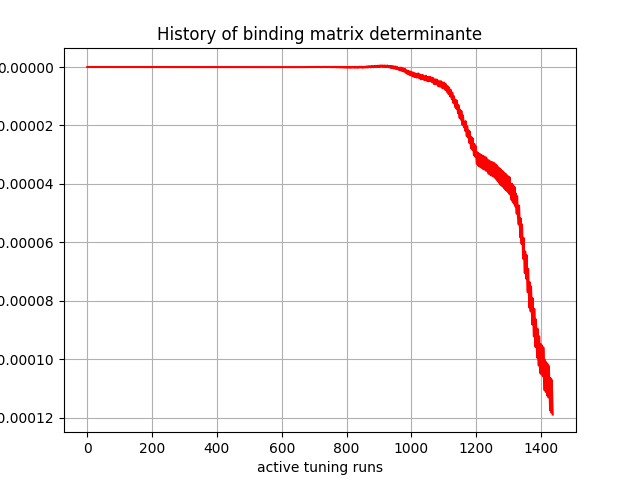 History of binding matrix determinante
0.00000
0.00002
0.00004
0.00006
0.00008
0.00010
0.00012
0 200 400 600 800 1000 1200 1400
active tuning runs